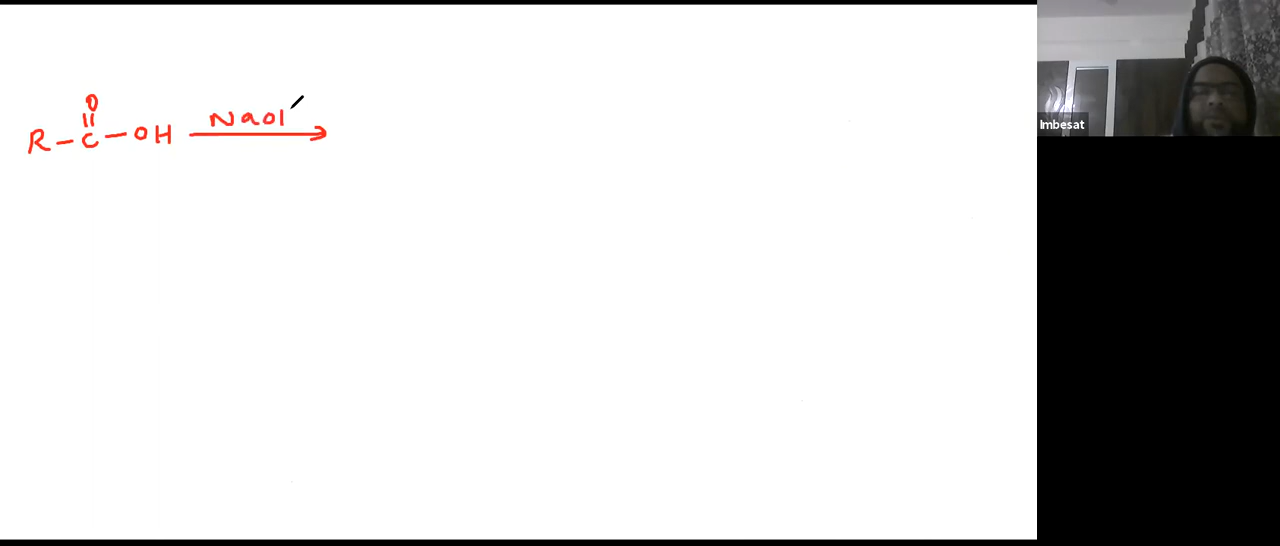 O
||
R – C – OH NaOI
Imbesat